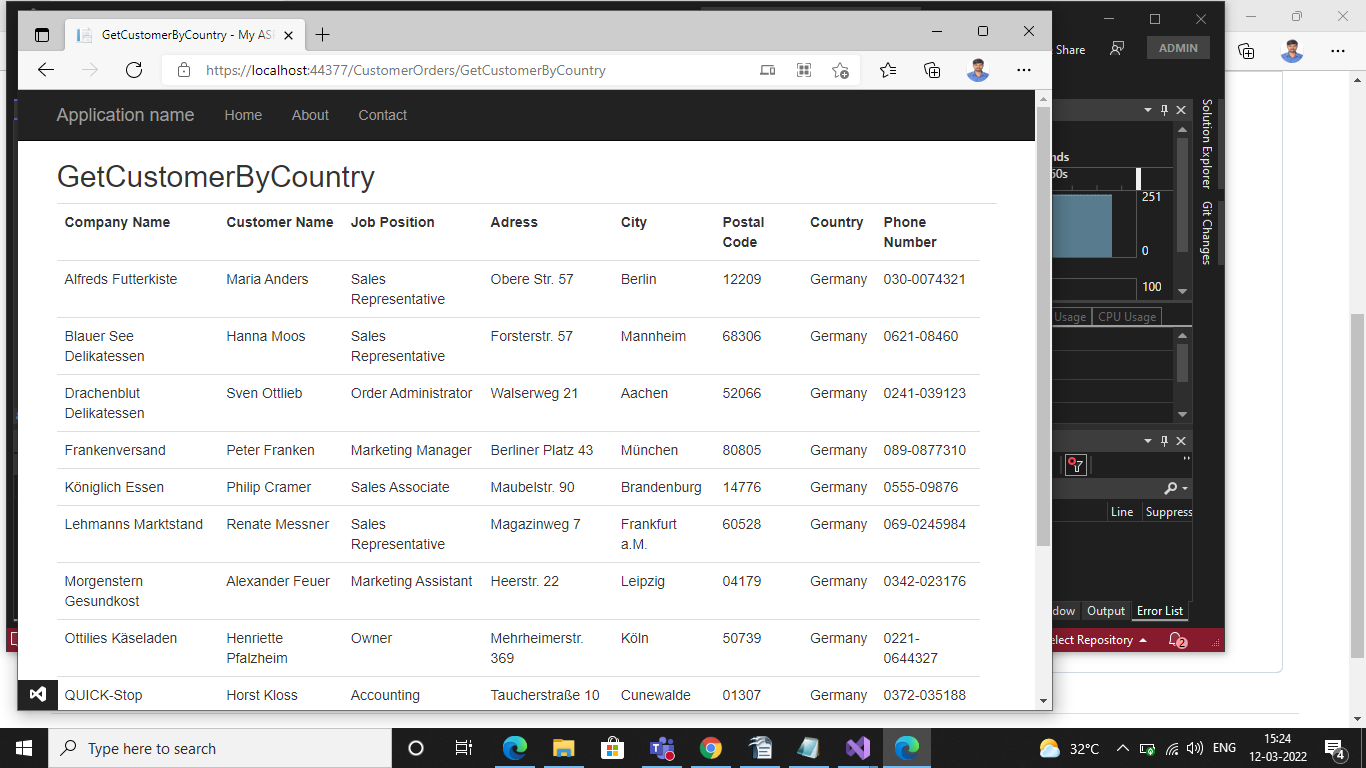 GetCustomerByCountry - My AS
https://localhost:44377/CustomerOrders/GetCustomerByCountry
Share
ADMIN
Application name Home About Contact
GetCustomerByCountry
Company Name Customer Name Job Position Adress City Postal Code Country Phone Number
Alfreds Futterkiste Maria Anders Sales Representative Obere Str. 57 Berlin 12209 Germany 030-0074321
Blauer See Delikatessen Hanna Moos Sales Representative Forsterstr. 57 Mannheim 68306 Germany 0621-08460
Drachenblut Delikatessen Sven Ottlieb Order Administrator Walserweg 21 Aachen 52066 Germany 0241-039123
Frankenversand Peter Franken Marketing Manager Berliner Platz 43 München 80805 Germany 089-0877310
Königlich Essen Philip Cramer Sales Associate Maubelstr. 90 Brandenburg 14776 Germany 0555-09876
Lehmanns Marktstand Renate Messner Sales Representative Magazinweg 7 Frankfurt a.M. 60528 Germany 069-0245984
Morgenstern Gesundkost Alexander Feuer Marketing Assistant Heerstr. 22 Leipzig 04179 Germany 0342-023176
Ottilies Käseladen Henriette Pfalzheim Owner Mehrheimerstr. 369 Köln 50739 Germany 0221-0644327
QUICK-Stop Horst Kloss Accounting Taucherstraße 10 Cunewalde 01307 Germany 0372-035188
Solution Explorer
Git Changes
nds
50s
251
0
100
Usage CPU Usage
Line Suppress
dow Output Error List
elect Repository 2
Type here to search
32°C ENG
15:24
12-03-2022
4